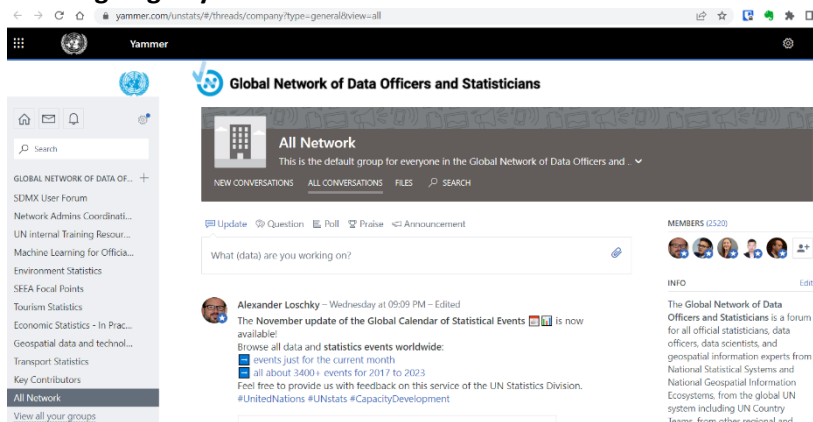 yammer.com/unstats/#/threads/company?type=general&view=all
Yammer
Global Network of Data Officers and Statisticians
Search
GLOBAL NETWORK OF DATA OF...
SDMX User Forum
Network Admins Coordinati...
UN internal Training Resour...
Machine Learning for Officia...
Environment Statistics
SEEA Focal Points
Tourism Statistics
Economic Statistics - In Prac...
Geospatial data and technol...
Transport Statistics
Key Contributors
All Network
View all your groups
All Network
This is the default group for everyone in the Global Network of Data Officers and ..
NEW CONVERSATIONS ALL CONVERSATIONS FILES SEARCH
Update Question Poll Praise Announcement
What (data) are you working on?
Alexander Loschky – Wednesday at 09:09 PM – Edited
The November update of the Global Calendar of Statistical Events is now
available!
Browse all data and statistics events worldwide:
events just for the current month
all about 3400+ events for 2017 to 2023
Feel free to provide us with feedback on this service of the UN Statistics Division.
#UnitedNations #UNstats #CapacityDevelopment
MEMBERS (2520)
INFO Edit
The Global Network of Data
Officers and Statisticians is a forum
for all official statisticians, data
officers, data scientists, and
geospatial information experts from
National Statistical Systems and
National Geospatial Information
Ecosystems, from the global UN
system including UN Country
Teams, from other regional and